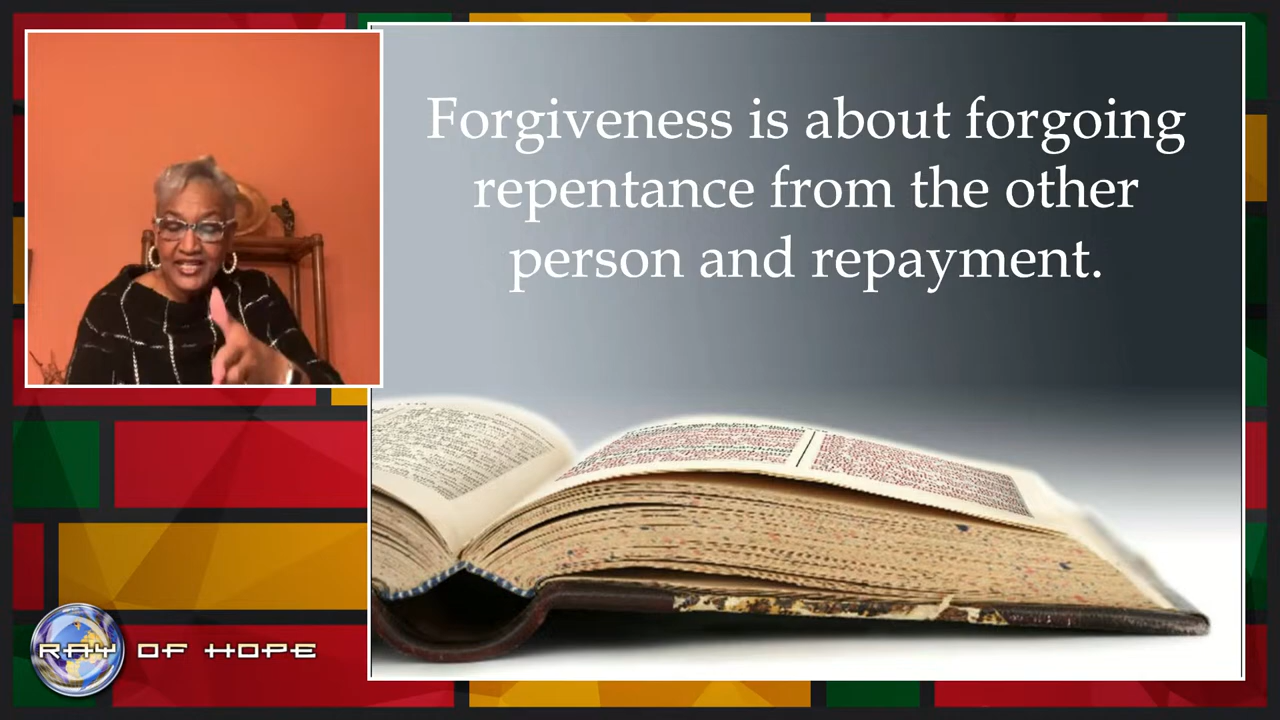 Forgiveness is about forgoing
repentance from the other
person and repayment.
RAY OF HOPE